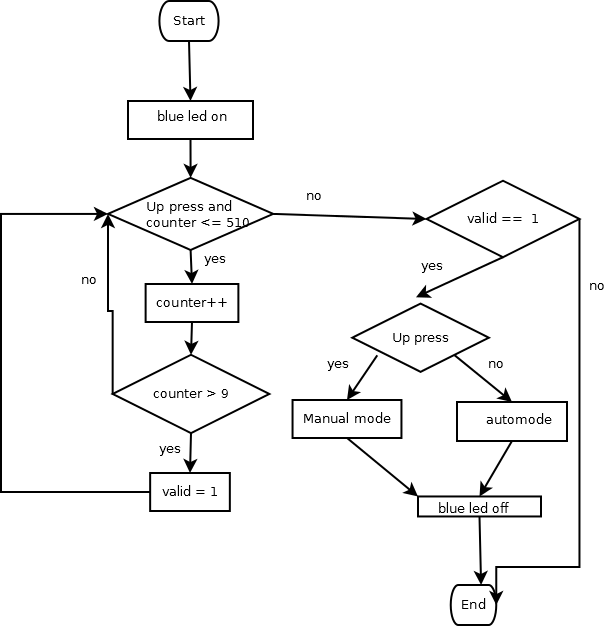 Start
blue led on
Up press and
counter <= 510
no
valid == 1
yes
no
counter++
yes
no
Up press
counter > 9
yes
no
Manual mode
automode
yes
valid = 1
blue led off
End